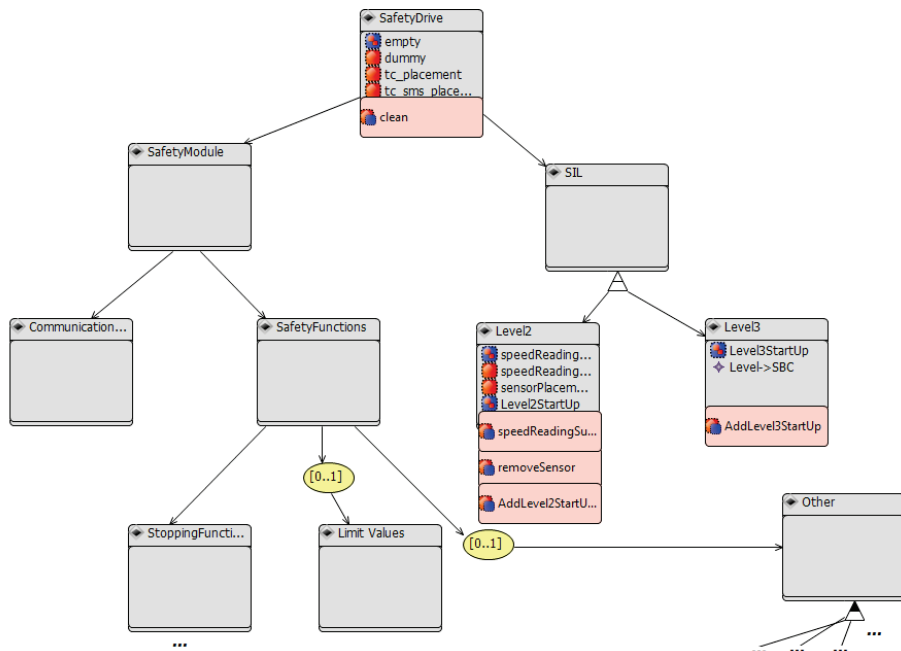 SafetyDrive
empty
dummy
tc_placement
tc_sms_place...
clean
SafetyModule
SIL
Communication...
SafetyFunctions
Level2
speedReading...
speedReading...
sensorPlacem...
Level2StartUp
speedReadingSu...
removeSensor
AddLevel2StartU...
Level3
Level3StartUp
Level->SBC
AddLevel3StartUp
[0..1]
StoppingFuncti...
Limit Values
[0..1]
Other
...
...
... ... ...